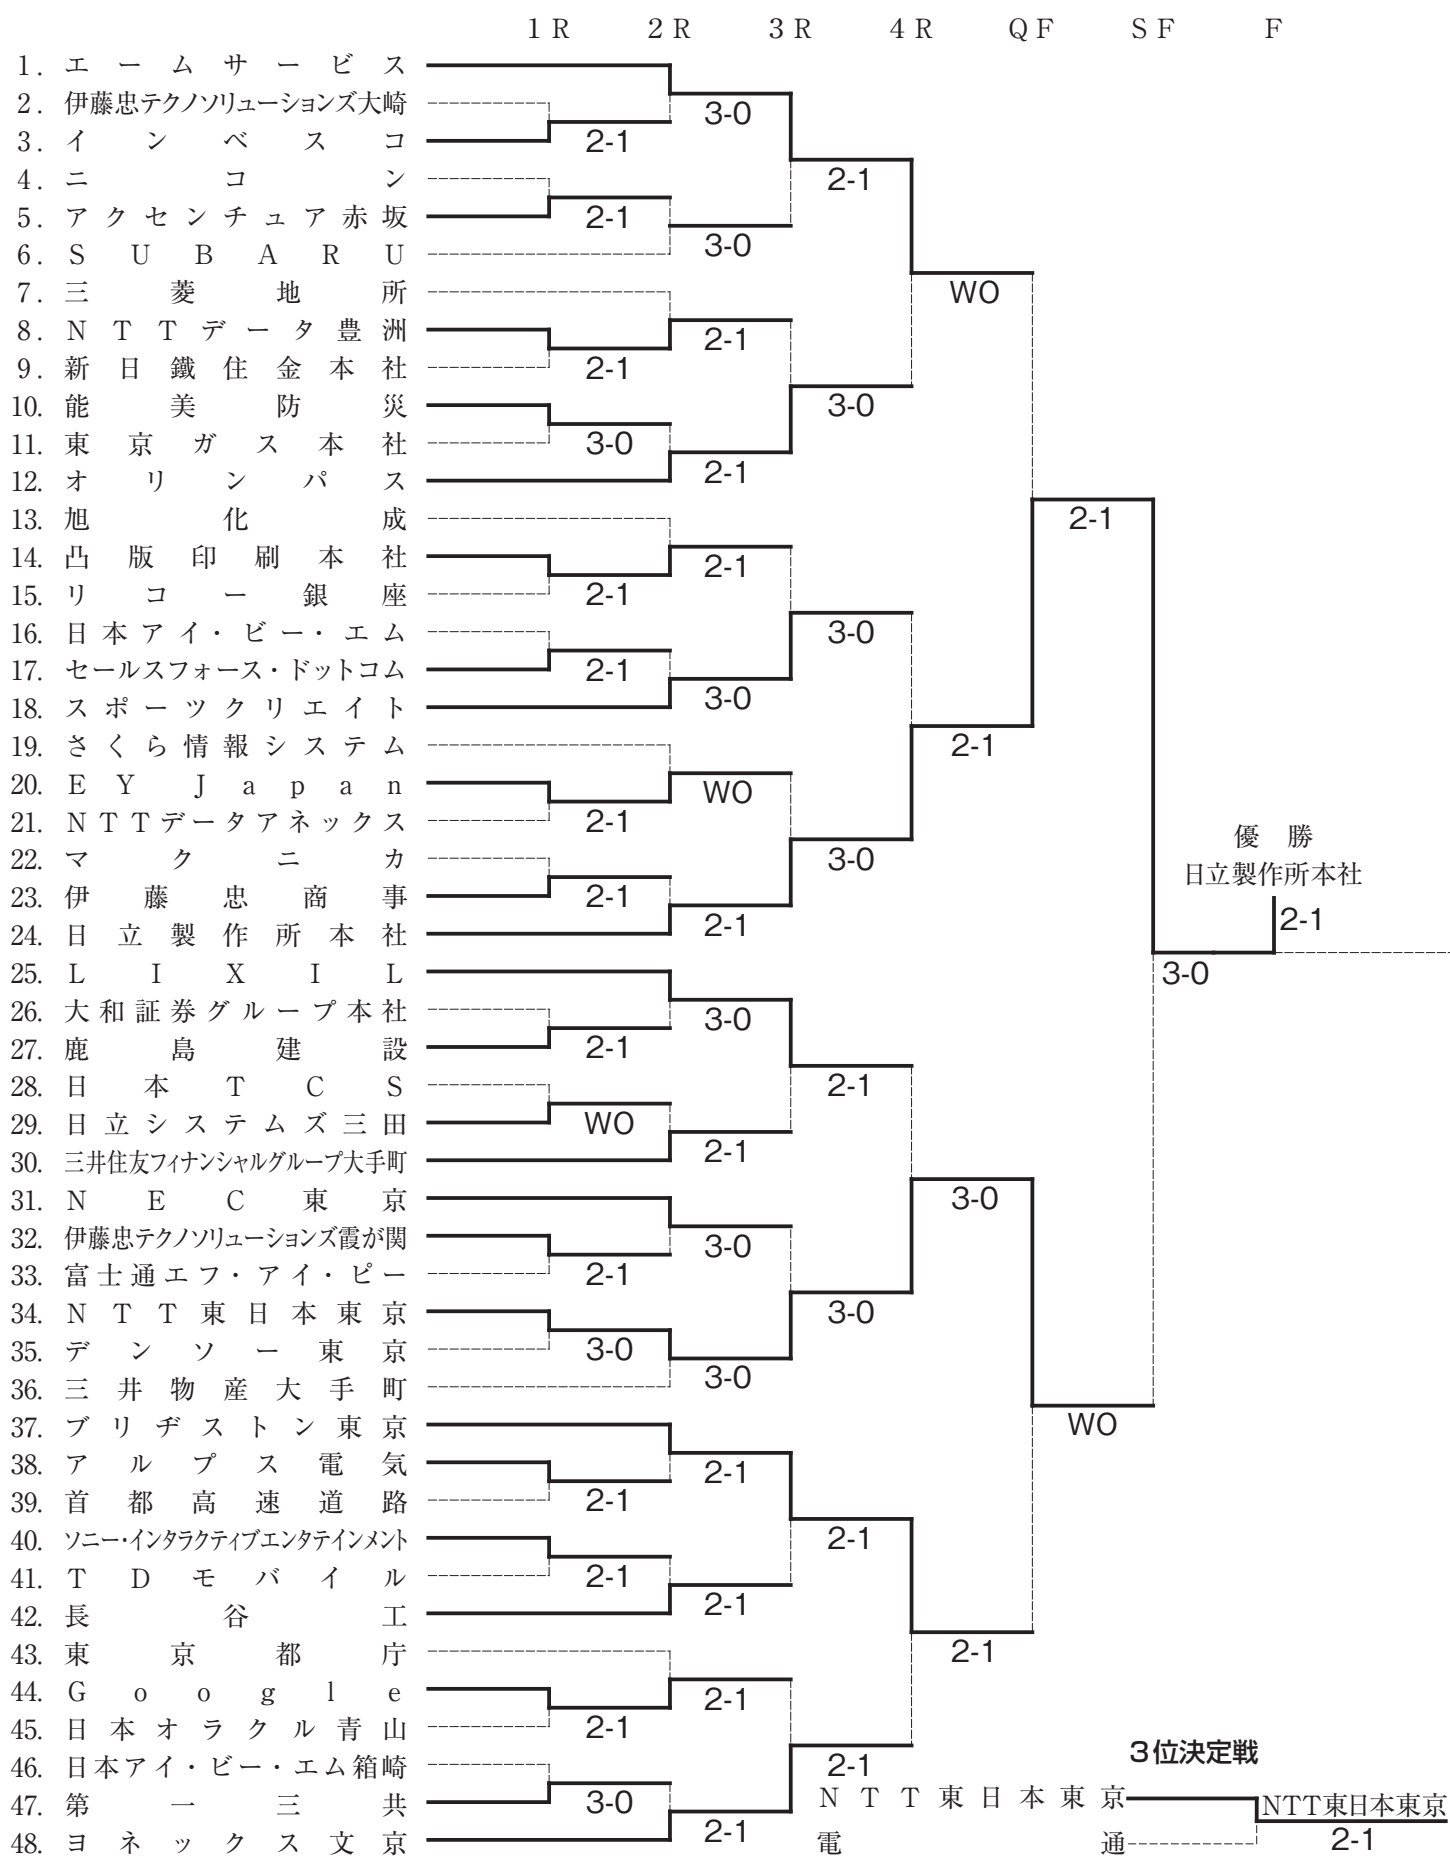 1R 2R 3R 4R QF SF F
1. エームサービス
2. 伊藤忠テクノソリューションズ大崎
3-0
3. インベスコ
2-1
4. ニコン
2-1
5. アクセンチュア赤坂
2-1
6. SUBARU
3-0
7. 三菱地所
WO
8. NTTデータ豊洲
2-1
9. 新日鐵住金本社
2-1
10. 能美防災
3-0
11. 東京ガス本社
3-0
12. オリンパス
2-1
13. 旭化成
2-1
14. 凸版印刷本社
2-1
15. リコー銀座
2-1
16. 日本アイ・ビー・エム
3-0
17. セールスフォース・ドットコム
2-1
18. スポーツクリエイト
3-0
19. さくら情報システム
2-1
20. EY Japan
WO
21. NTTデータアネックス
2-1
22. マクニカ
3-0
優勝
日立製作所本社
23. 伊藤忠商事
2-1
24. 日立製作所本社
2-1
2-1
25. LIXIL
3-0
26. 大和証券グループ本社
3-0
27. 鹿島建設
2-1
28. 日本TCS
2-1
29. 日立システムズ三田
WO
30. 三井住友フィナンシャルグループ大手町
2-1
31. NEC東京
3-0
32. 伊藤忠テクノソリューションズ霞が関
3-0
33. 富士通エフ・アイ・ピー
2-1
34. NTT東日本東京
3-0
35. デンソー東京
3-0
36. 三井物産大手町
3-0
37. ブリヂストン東京
WO
38. アルプス電気
2-1
39. 首都高速道路
2-1
40. ソニー・インタラクティブエンタテインメント
2-1
41. TDモバイル
2-1
42. 長谷工
2-1
43. 東京都庁
2-1
44. Google
2-1
45. 日本オラクル青山
2-1
46. 日本アイ・ビー・エム箱崎
2-1
3位決定戦
47. 第一三共
3-0
NTT東日本東京
NTT東日本東京
48. ヨネックス文京
2-1
電通
2-1